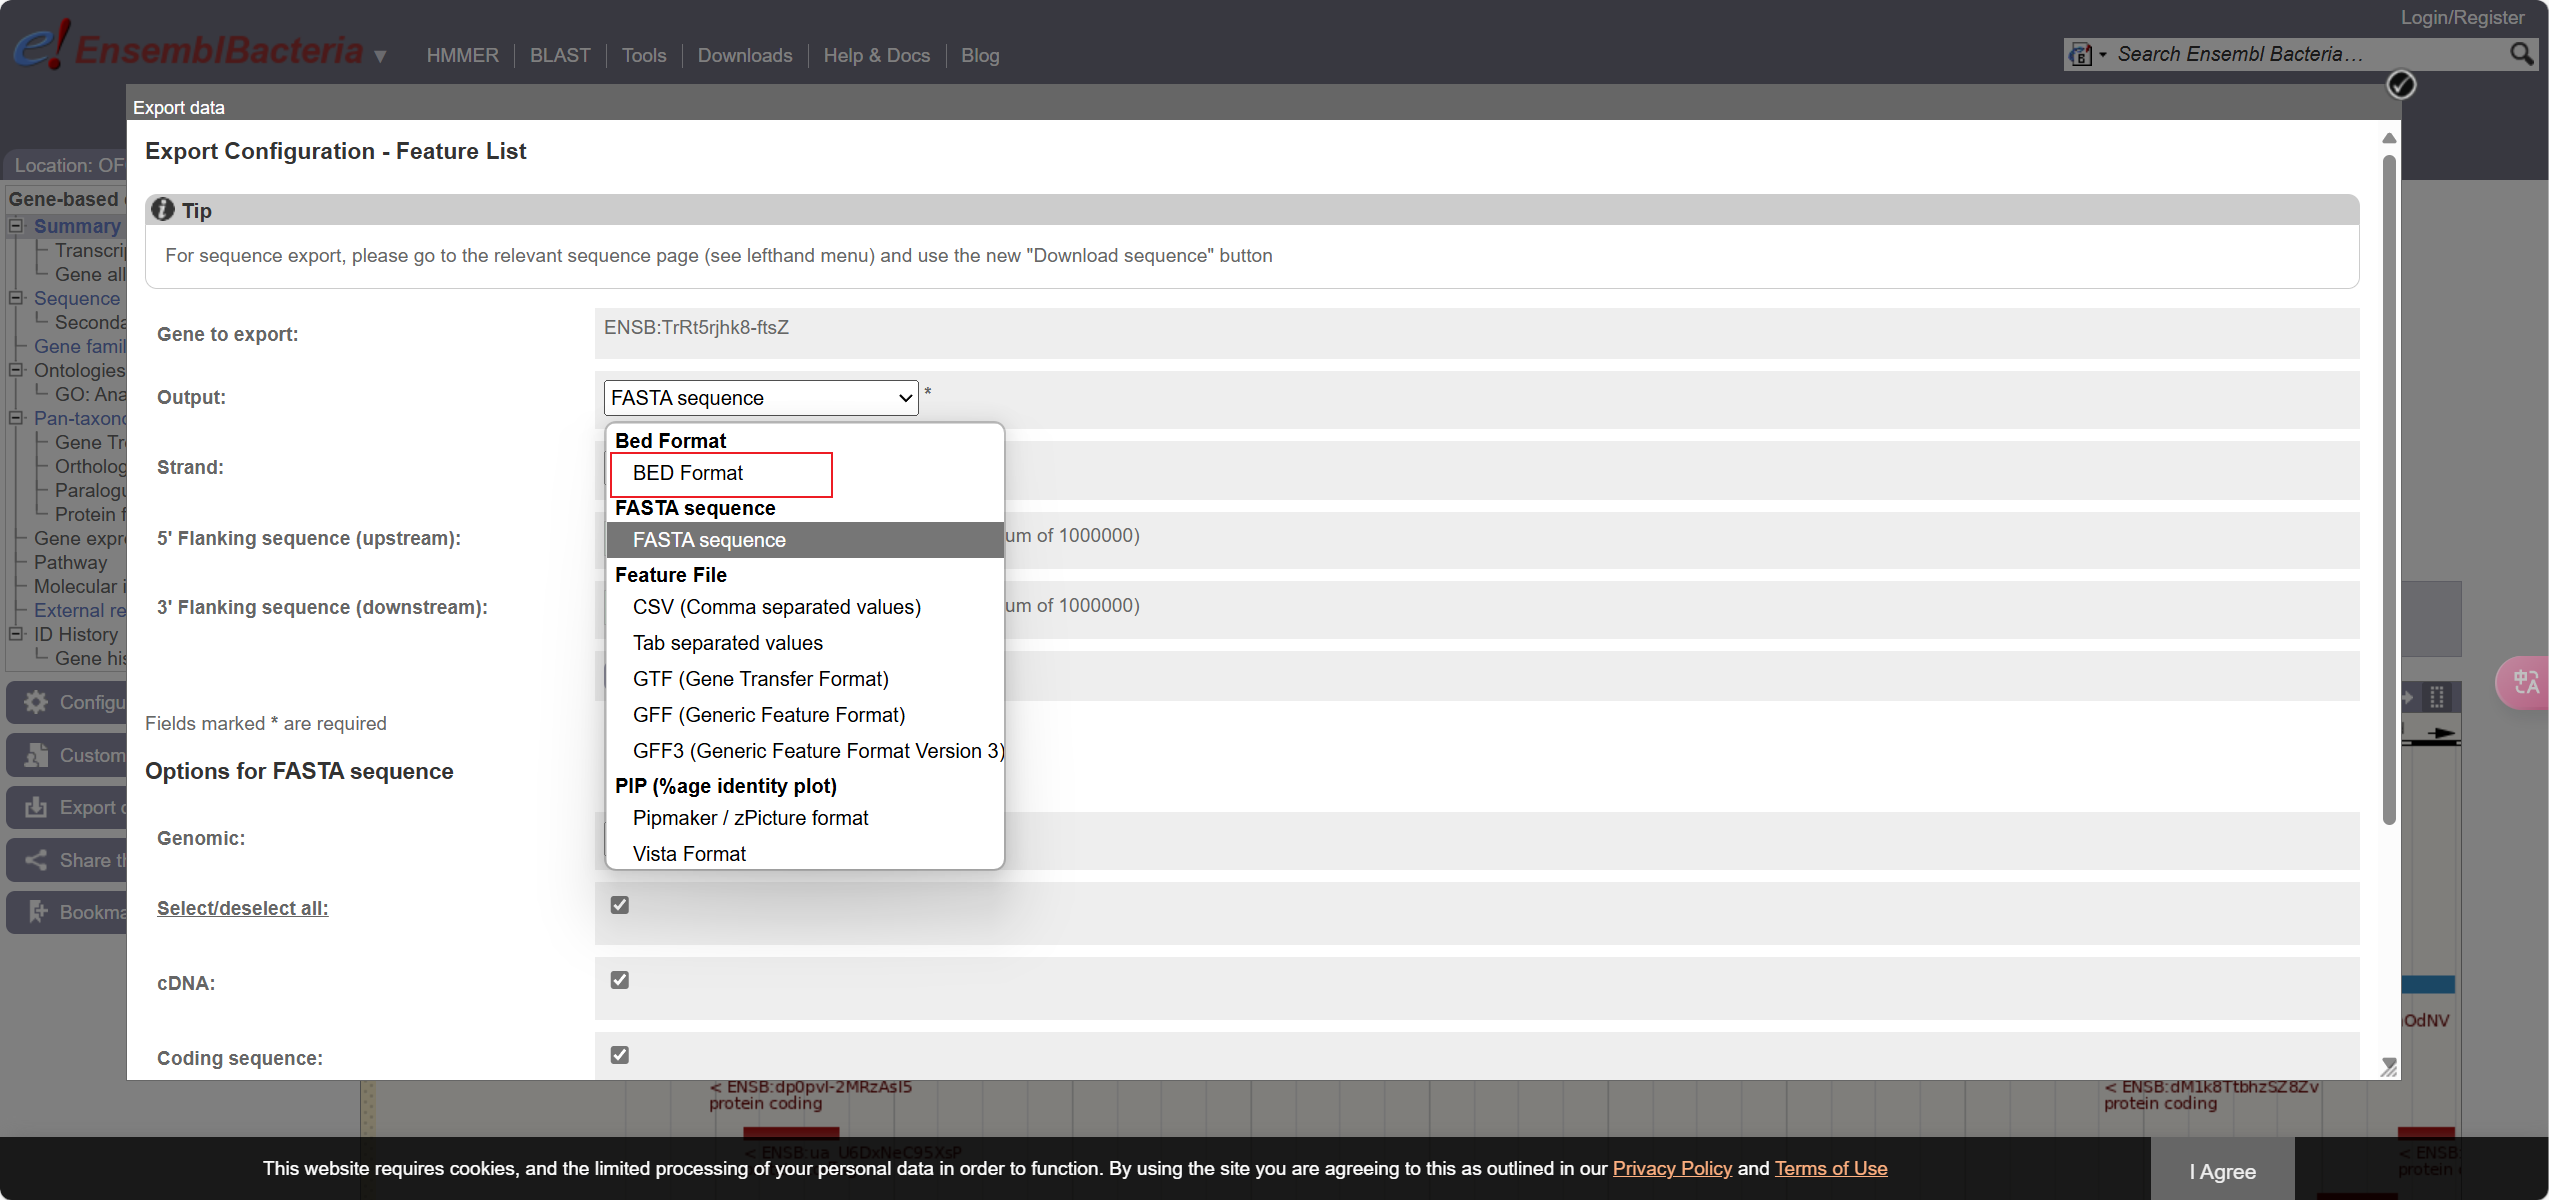 Login/Register
e! EnsemblBacteria ▼ HMMER BLAST Tools Downloads Help & Docs Blog
Search Ensembl Bacteria…
Export data
Export Configuration - Feature List
Tip
For sequence export, please go to the relevant sequence page (see lefthand menu) and use the new "Download sequence" button
Gene to export: ENSB:TrRt5rjhk8-ftsZ
Output: FASTA sequence *
Bed Format
BED Format
FASTA sequence
FASTA sequence
Feature File
CSV (Comma separated values)
Tab separated values
GTF (Gene Transfer Format)
GFF (Generic Feature Format)
GFF3 (Generic Feature Format Version 3)
PIP (%age identity plot)
Pipmaker / zPicture format
Vista Format
Strand:
5' Flanking sequence (upstream): um of 1000000)
3' Flanking sequence (downstream): um of 1000000)
Fields marked * are required
Options for FASTA sequence
Genomic:
Select/deselect all:
cDNA:
Coding sequence:
Location: OF
Gene-based
Summary
Transcri
Gene all
Sequence
Seconda
Gene famil
Ontologies
GO: Ana
Pan-taxono
Gene Tr
Ortholog
Paralogu
Protein f
Gene expr
Pathway
Molecular i
External re
ID History
Gene his
Configu
Custom
Export
Share th
Bookma
中A
OdNV
< ENSB:dp0pvI-2MRzAsI5
protein coding
< ENSB:dM1k8TtbhzSZ8Zv
protein coding
< ENSB:ua_U6DxNeC95XsP
< ENSB:
protein
This website requires cookies, and the limited processing of your personal data in order to function. By using the site you are agreeing to this as outlined in our Privacy Policy and Terms of Use
I Agree